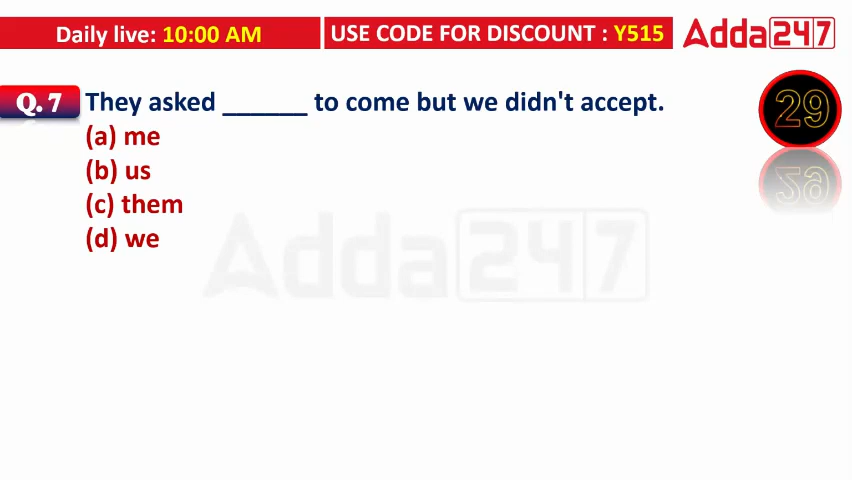 Daily live: 10:00 AM
USE CODE FOR DISCOUNT : Y515
Adda247
Q. 7 They asked ______ to come but we didn't accept.
29
(a) me
(b) us
(c) them
(d) we
Adda247